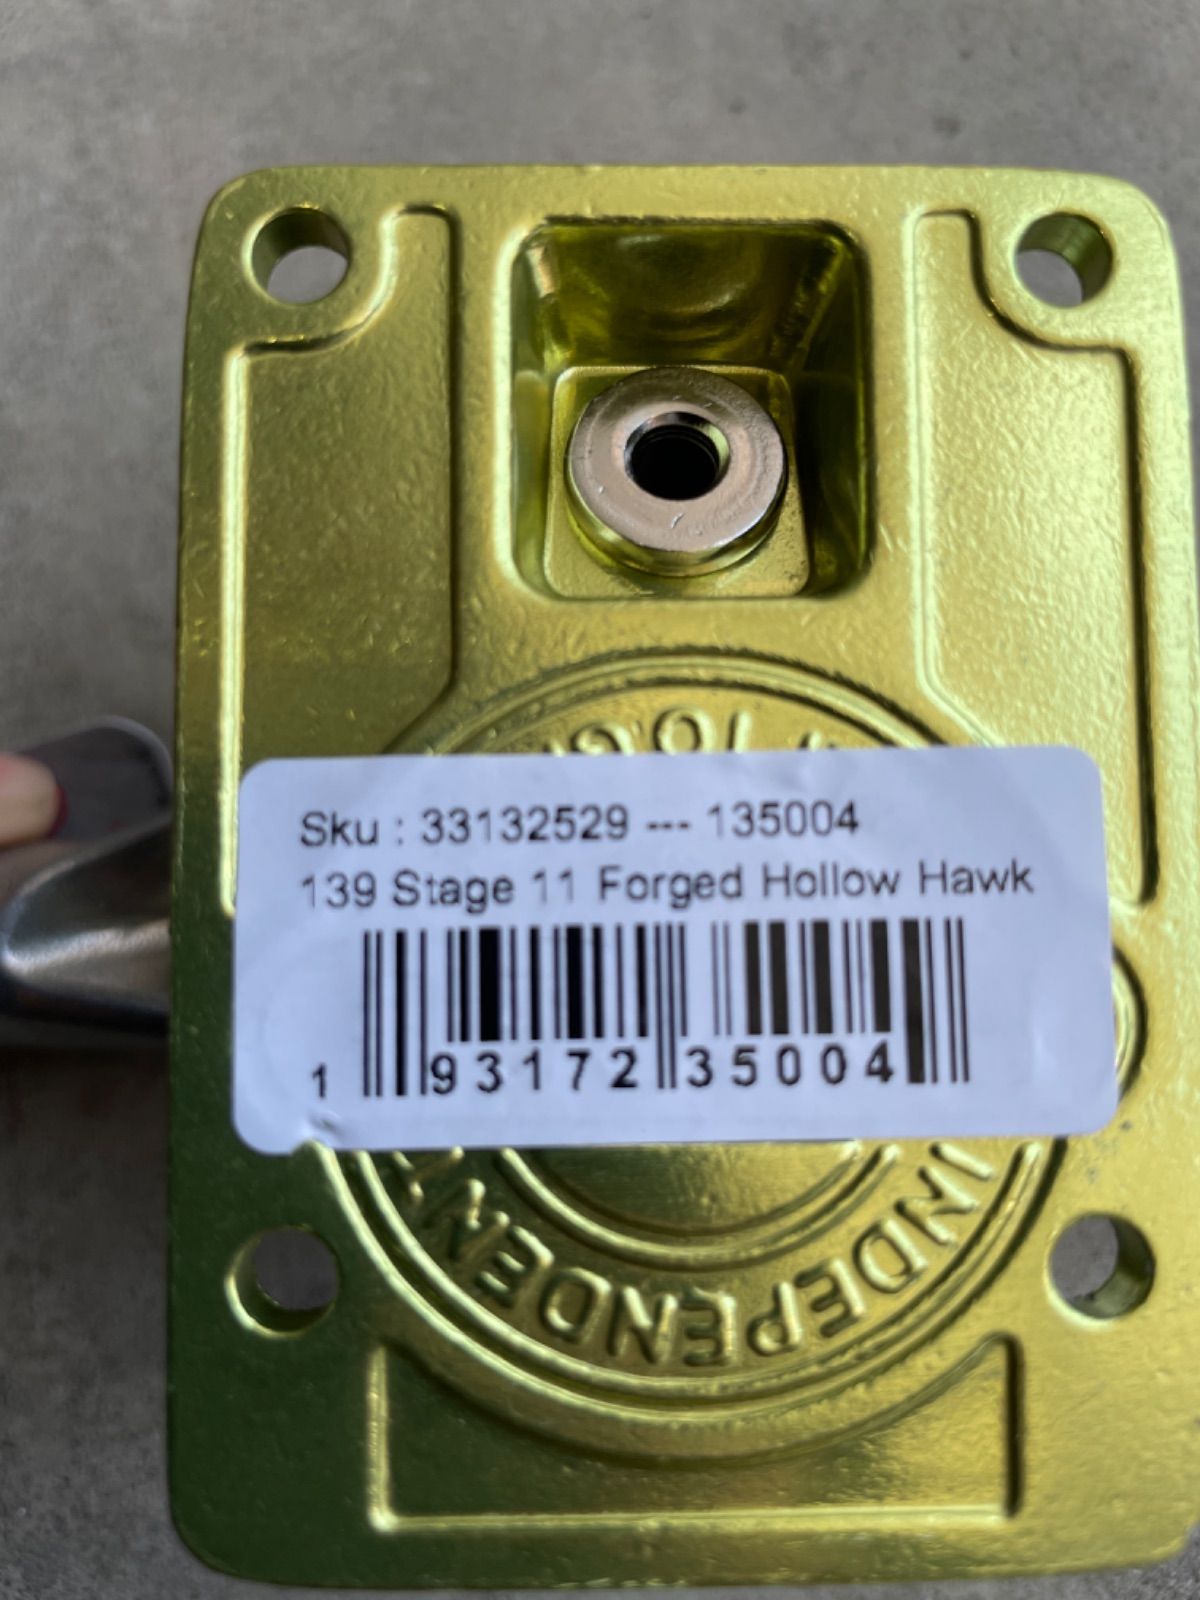 Sku : 33132529 --- 135004
139 Stage 11 Forged Hollow Hawk
1 93172 35004
INDEPENDENT